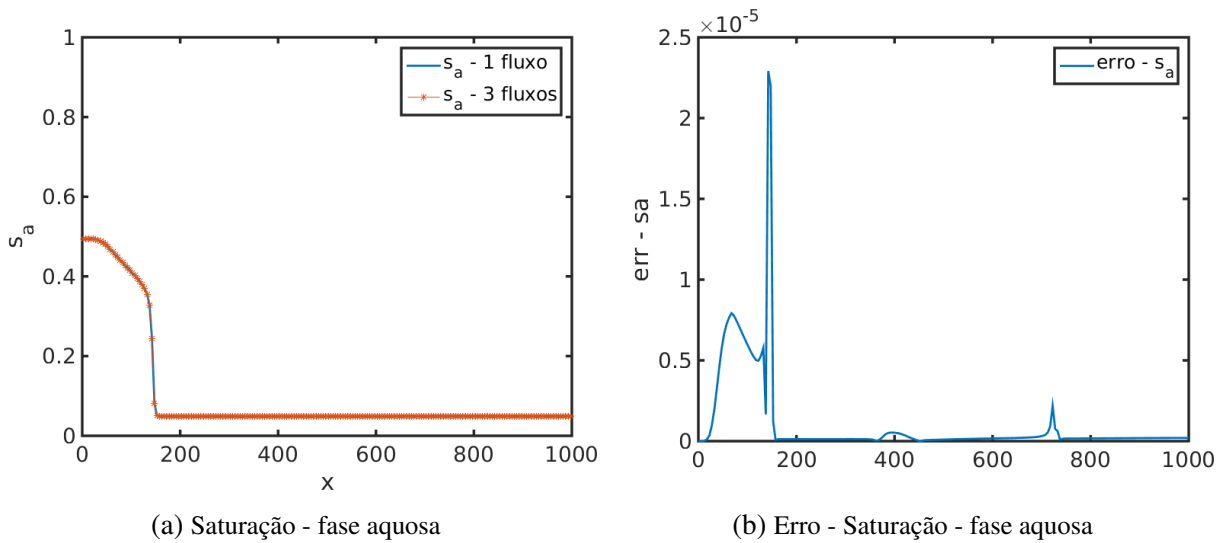 1
0.8
0.6
0.4
0.2
0
0 200 400 600 800 1000
s_a
x
s_a - 1 fluxo
s_a - 3 fluxos
(a) Saturação - fase aquosa
×10^-5
2.5
2
1.5
1
0.5
0
0 200 400 600 800 1000
err - sa
erro - s_a
(b) Erro - Saturação - fase aquosa